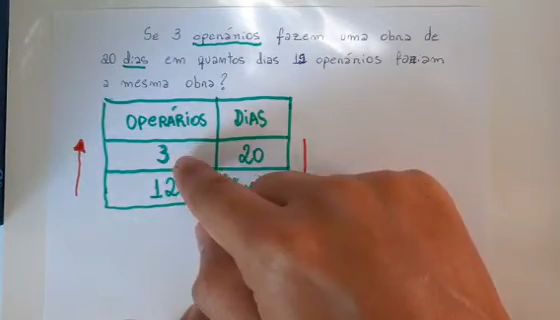 Se 3 operários fazem uma obra de
20 dias em quantos dias 12 operários fariam
a mesma obra?
OPERÁRIOS DIAS
3 20
12